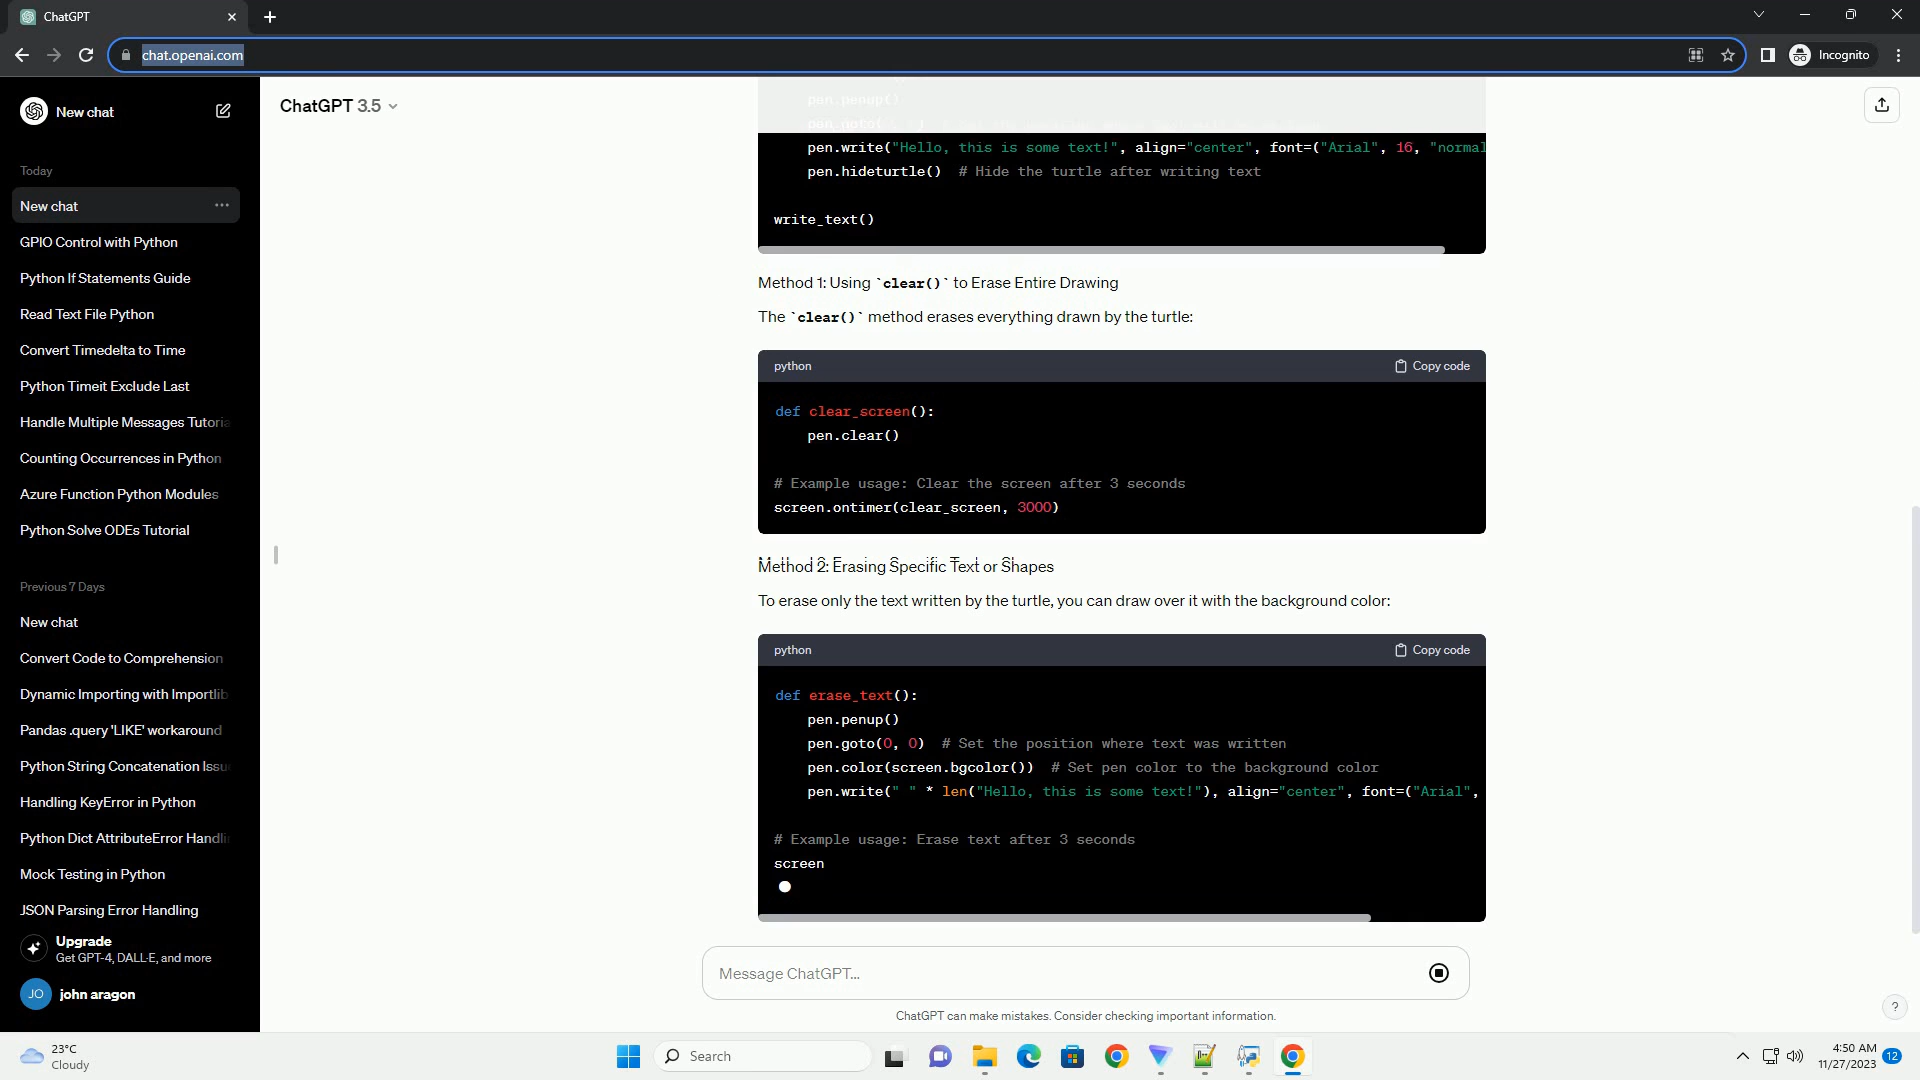 ChatGPT
chat.openai.com
Incognito
New chat
Today
New chat
GPIO Control with Python
Python If Statements Guide
Read Text File Python
Convert Timedelta to Time
Python Timeit Exclude Last
Handle Multiple Messages Tutoria
Counting Occurrences in Python
Azure Function Python Modules
Python Solve ODEs Tutorial
Previous 7 Days
New chat
Convert Code to Comprehension
Dynamic Importing with Importlib
Pandas .query 'LIKE' workaround
Python String Concatenation Issu
Handling KeyError in Python
Python Dict AttributeError Handli
Mock Testing in Python
JSON Parsing Error Handling
Upgrade
Get GPT-4, DALL·E, and more
JO john aragon
ChatGPT 3.5
pen.penup()
pen.write("Hello, this is some text!", align="center", font=("Arial", 16, "normal
pen.hideturtle()  # Hide the turtle after writing text
write_text()
Method 1: Using `clear()` to Erase Entire Drawing
The `clear()` method erases everything drawn by the turtle:
python Copy code
def clear_screen():
pen.clear()
# Example usage: Clear the screen after 3 seconds
screen.ontimer(clear_screen, 3000)
Method 2: Erasing Specific Text or Shapes
To erase only the text written by the turtle, you can draw over it with the background color:
python Copy code
def erase_text():
pen.penup()
pen.goto(0, 0)  # Set the position where text was written
pen.color(screen.bgcolor())  # Set pen color to the background color
pen.write(" " * len("Hello, this is some text!"), align="center", font=("Arial",
# Example usage: Erase text after 3 seconds
screen
Message ChatGPT...
ChatGPT can make mistakes. Consider checking important information.
?
23°C
Cloudy
Search
4:50 AM
11/27/2023
12